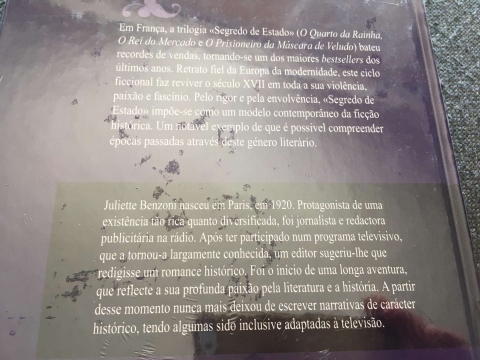 Em França, a trilogia «Segredo de Estado» (O Quarto da Rainha,
O Rei do Mercado e O Prisioneiro da Máscara de Veludo) bateu
recordes de vendas, tornando-se um dos maiores bestsellers dos
últimos anos. Retrato fiel da Europa da modernidade, este ciclo
ficcional faz reviver o século XVII em toda a sua violência,
paixão e fascínio. Pelo rigor e pela envolvência, «Segredo de
Estado» impõe-se como um modelo contemporâneo da ficção
histórica. Um notável exemplo de que é possível compreender
épocas passadas através deste género literário.
Juliette Benzoni nasceu em Paris, em 1920. Protagonista de uma
existência tão rica quanto diversificada, foi jornalista e redactora
publicitária na rádio. Após ter participado num programa televisivo,
que a tornou-a largamente conhecida, um editor sugeriu-lhe que
redigisse um romance histórico. Foi o início de uma longa aventura,
que reflecte a sua profunda paixão pela literatura e a história. A partir
desse momento nunca mais deixou de escrever narrativas de carácter
histórico, tendo algumas sido inclusive adaptadas à televisão.